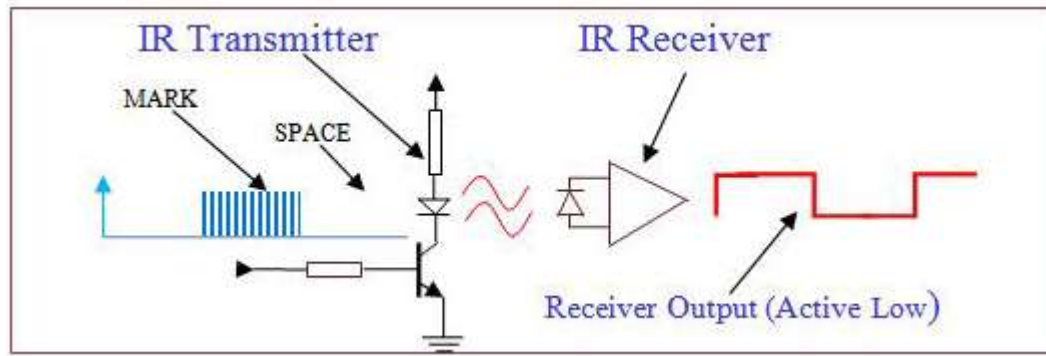 IR Transmitter
IR Receiver
MARK
SPACE
Receiver Output (Active Low)